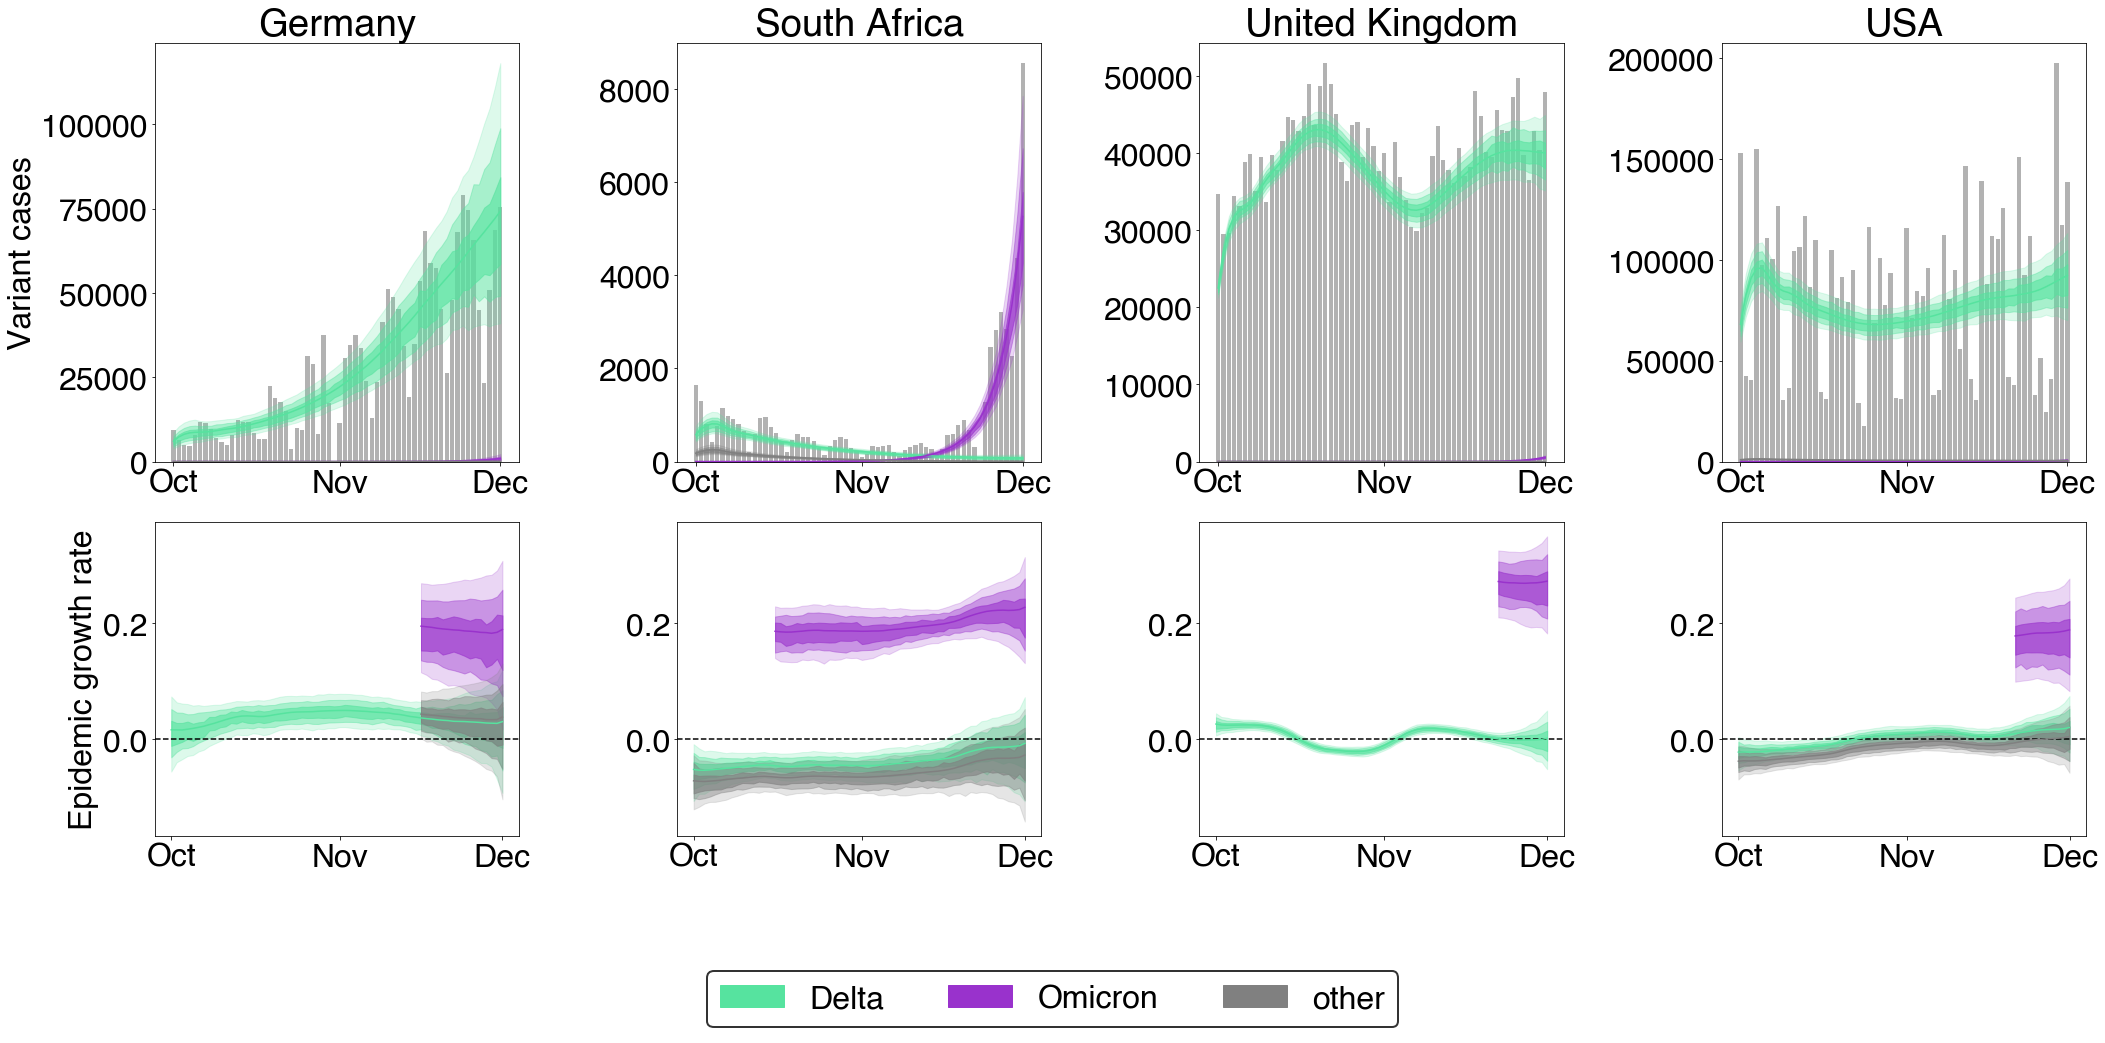 Germany
South Africa
United Kingdom
USA
Variant cases
100000
75000
50000
25000
0
Oct
Nov
Dec
8000
6000
4000
2000
0
Oct
Nov
Dec
50000
40000
30000
20000
10000
0
Oct
Nov
Dec
200000
150000
100000
50000
0
Oct
Nov
Dec
Epidemic growth rate
0.2
0.0
Oct
Nov
Dec
0.2
0.0
Oct
Nov
Dec
0.2
0.0
Oct
Nov
Dec
0.2
0.0
Oct
Nov
Dec
Delta
Omicron
other